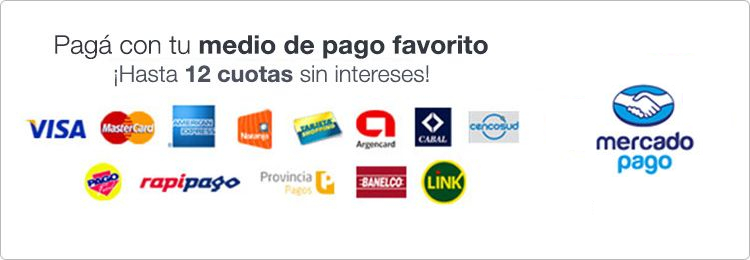 Pagá con tu medio de pago favorito
¡Hasta 12 cuotas sin intereses!
VISA
MasterCard
AMERICAN EXPRESS
Naranja
TARJETA SHOPPING
Argencard
CABAL
cencosud
mercado
pago
PAGO
Fácil
rapipago
Provincia
Pagos
BANELCO
LINK